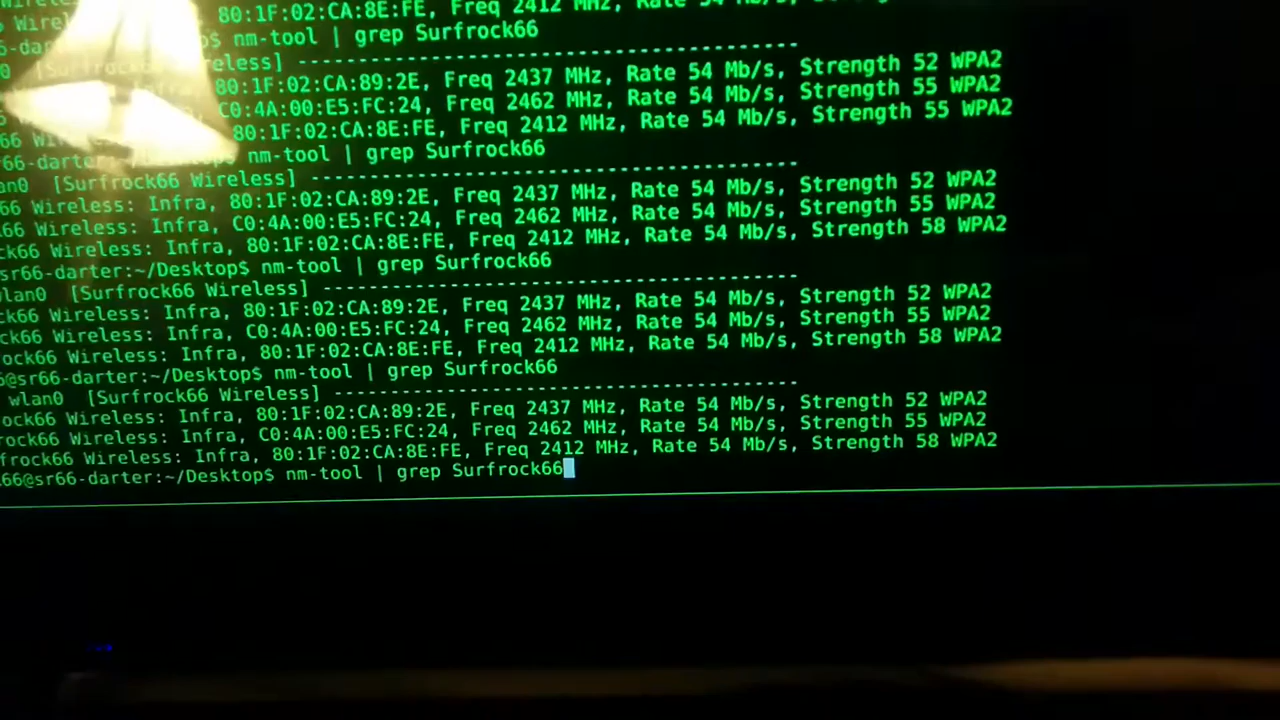 80:1F:02:CA:8E:FE, Freq 2412 MHz, Rate 54 Mb/s,
$ nm-tool | grep Surfrock66
[Surfrock66 Wireless] --------------------------------------------
80:1F:02:CA:89:2E, Freq 2437 MHz, Rate 54 Mb/s, Strength 52 WPA2
C0:4A:00:E5:FC:24, Freq 2462 MHz, Rate 54 Mb/s, Strength 55 WPA2
80:1F:02:CA:8E:FE, Freq 2412 MHz, Rate 54 Mb/s, Strength 55 WPA2
66-darter:~/Desktop$ nm-tool | grep Surfrock66
an0 [Surfrock66 Wireless] --------------------------------------------
66 Wireless: Infra, 80:1F:02:CA:89:2E, Freq 2437 MHz, Rate 54 Mb/s, Strength 52 WPA2
k66 Wireless: Infra, C0:4A:00:E5:FC:24, Freq 2462 MHz, Rate 54 Mb/s, Strength 55 WPA2
ck66 Wireless: Infra, 80:1F:02:CA:8E:FE, Freq 2412 MHz, Rate 54 Mb/s, Strength 58 WPA2
sr66-darter:~/Desktop$ nm-tool | grep Surfrock66
wlan0 [Surfrock66 Wireless] --------------------------------------------
ck66 Wireless: Infra, 80:1F:02:CA:89:2E, Freq 2437 MHz, Rate 54 Mb/s, Strength 52 WPA2
ock66 Wireless: Infra, C0:4A:00:E5:FC:24, Freq 2462 MHz, Rate 54 Mb/s, Strength 55 WPA2
rock66 Wireless: Infra, 80:1F:02:CA:8E:FE, Freq 2412 MHz, Rate 54 Mb/s, Strength 58 WPA2
6@sr66-darter:~/Desktop$ nm-tool | grep Surfrock66
wlan0 [Surfrock66 Wireless] --------------------------------------------
ock66 Wireless: Infra, 80:1F:02:CA:89:2E, Freq 2437 MHz, Rate 54 Mb/s, Strength 52 WPA2
rock66 Wireless: Infra, C0:4A:00:E5:FC:24, Freq 2462 MHz, Rate 54 Mb/s, Strength 55 WPA2
frock66 Wireless: Infra, 80:1F:02:CA:8E:FE, Freq 2412 MHz, Rate 54 Mb/s, Strength 58 WPA2
66@sr66-darter:~/Desktop$ nm-tool | grep Surfrock66